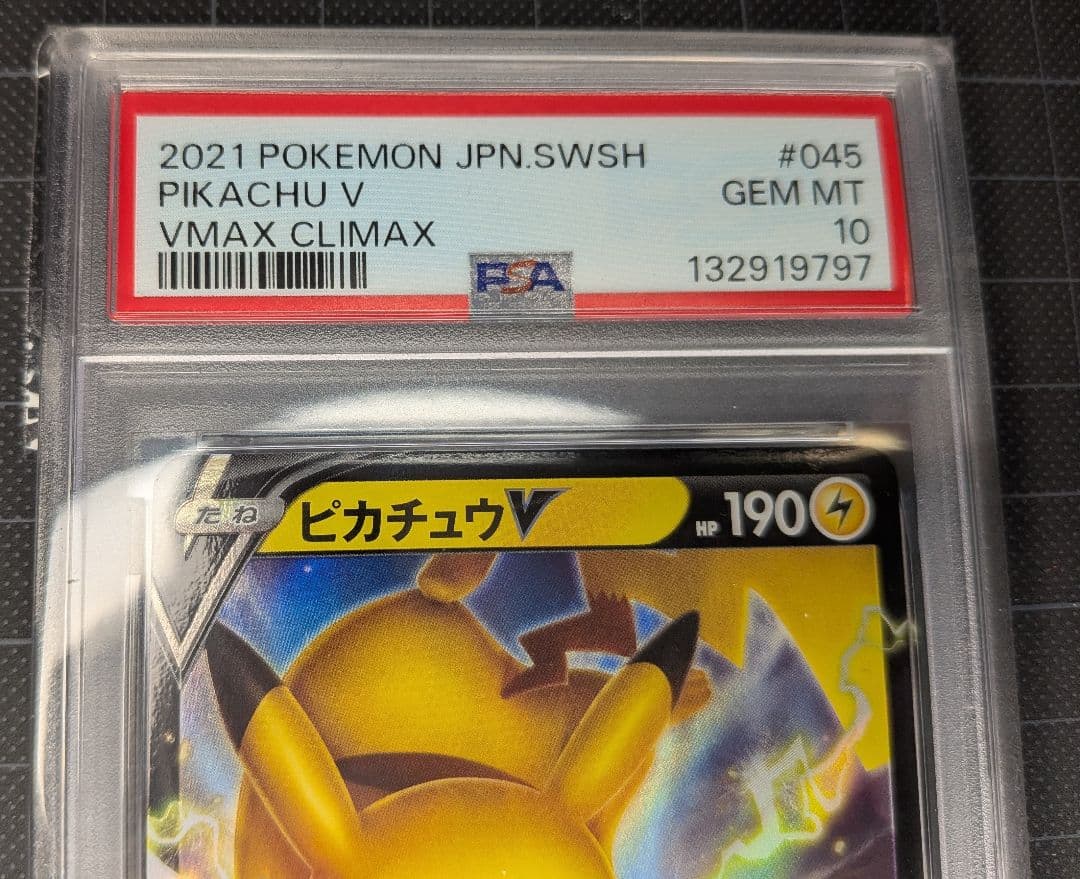 2021 POKEMON JPN.SWSH #045
PIKACHU V GEM MT
VMAX CLIMAX 10
PSA 132919797
たね ピカチュウV HP 190